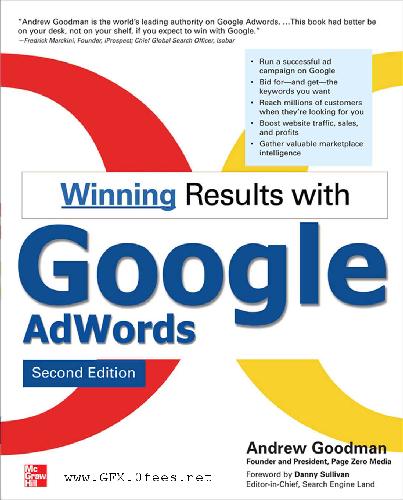 "Andrew Goodman is the world's leading authority on Google Adwords. ...This book had better be
on your desk, not on your shelf, if you expect to win with Google."
—Fredrick Marckini, Founder, iProspect; Chief Global Search Officer, Isobar
• Run a successful ad
campaign on Google
• Bid for—and get—the
keywords you want
• Reach millions of customers
when they're looking for you
• Boost website traffic, sales,
and profits
• Gather valuable marketplace
intelligence
Winning Results with
Google
AdWords
Second Edition
Andrew Goodman
Founder and President, Page Zero Media
Foreword by Danny Sullivan
Editor-in-Chief, Search Engine Land
Mc
Graw
Hill
www.GFX.0fees.net